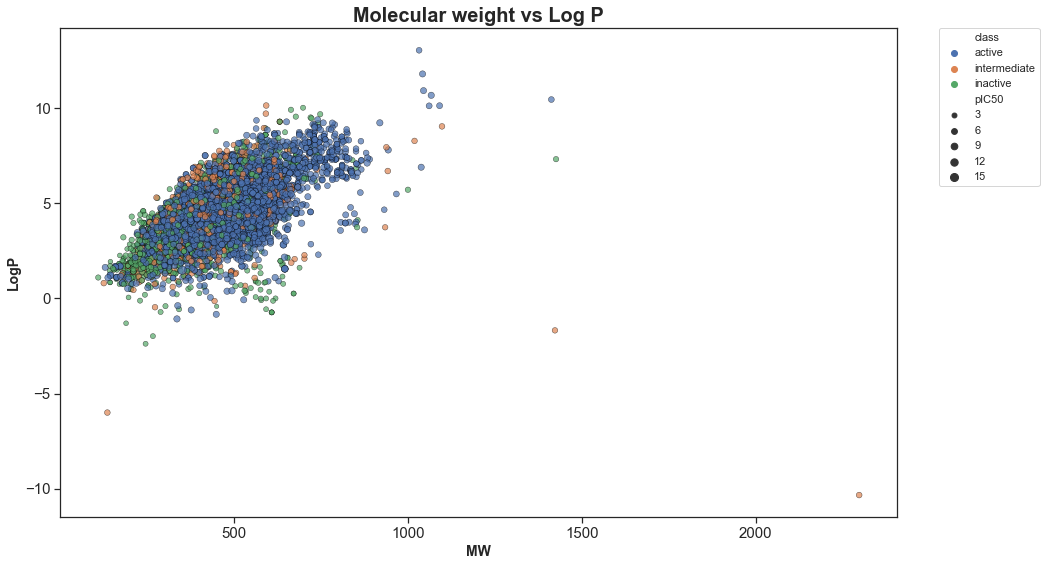 Molecular weight vs Log P
class
active
intermediate
inactive
pIC50
3
6
9
12
15
10
5
0
−5
−10
LogP
500
1000
1500
2000
MW